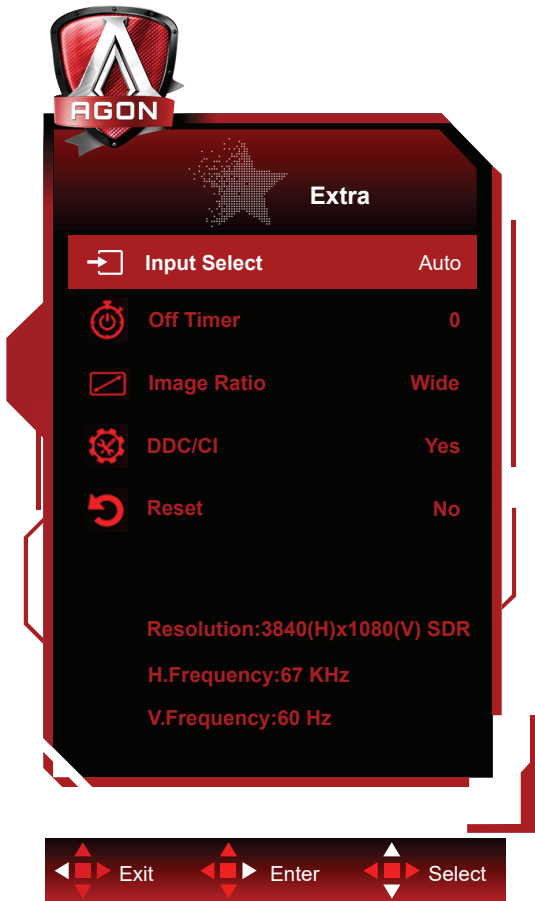 AGON
Extra
Input Select Auto
Off Timer 0
Image Ratio Wide
DDC/CI Yes
Reset No
Resolution:3840(H)x1080(V) SDR
H.Frequency:67 KHz
V.Frequency:60 Hz
Exit Enter Select